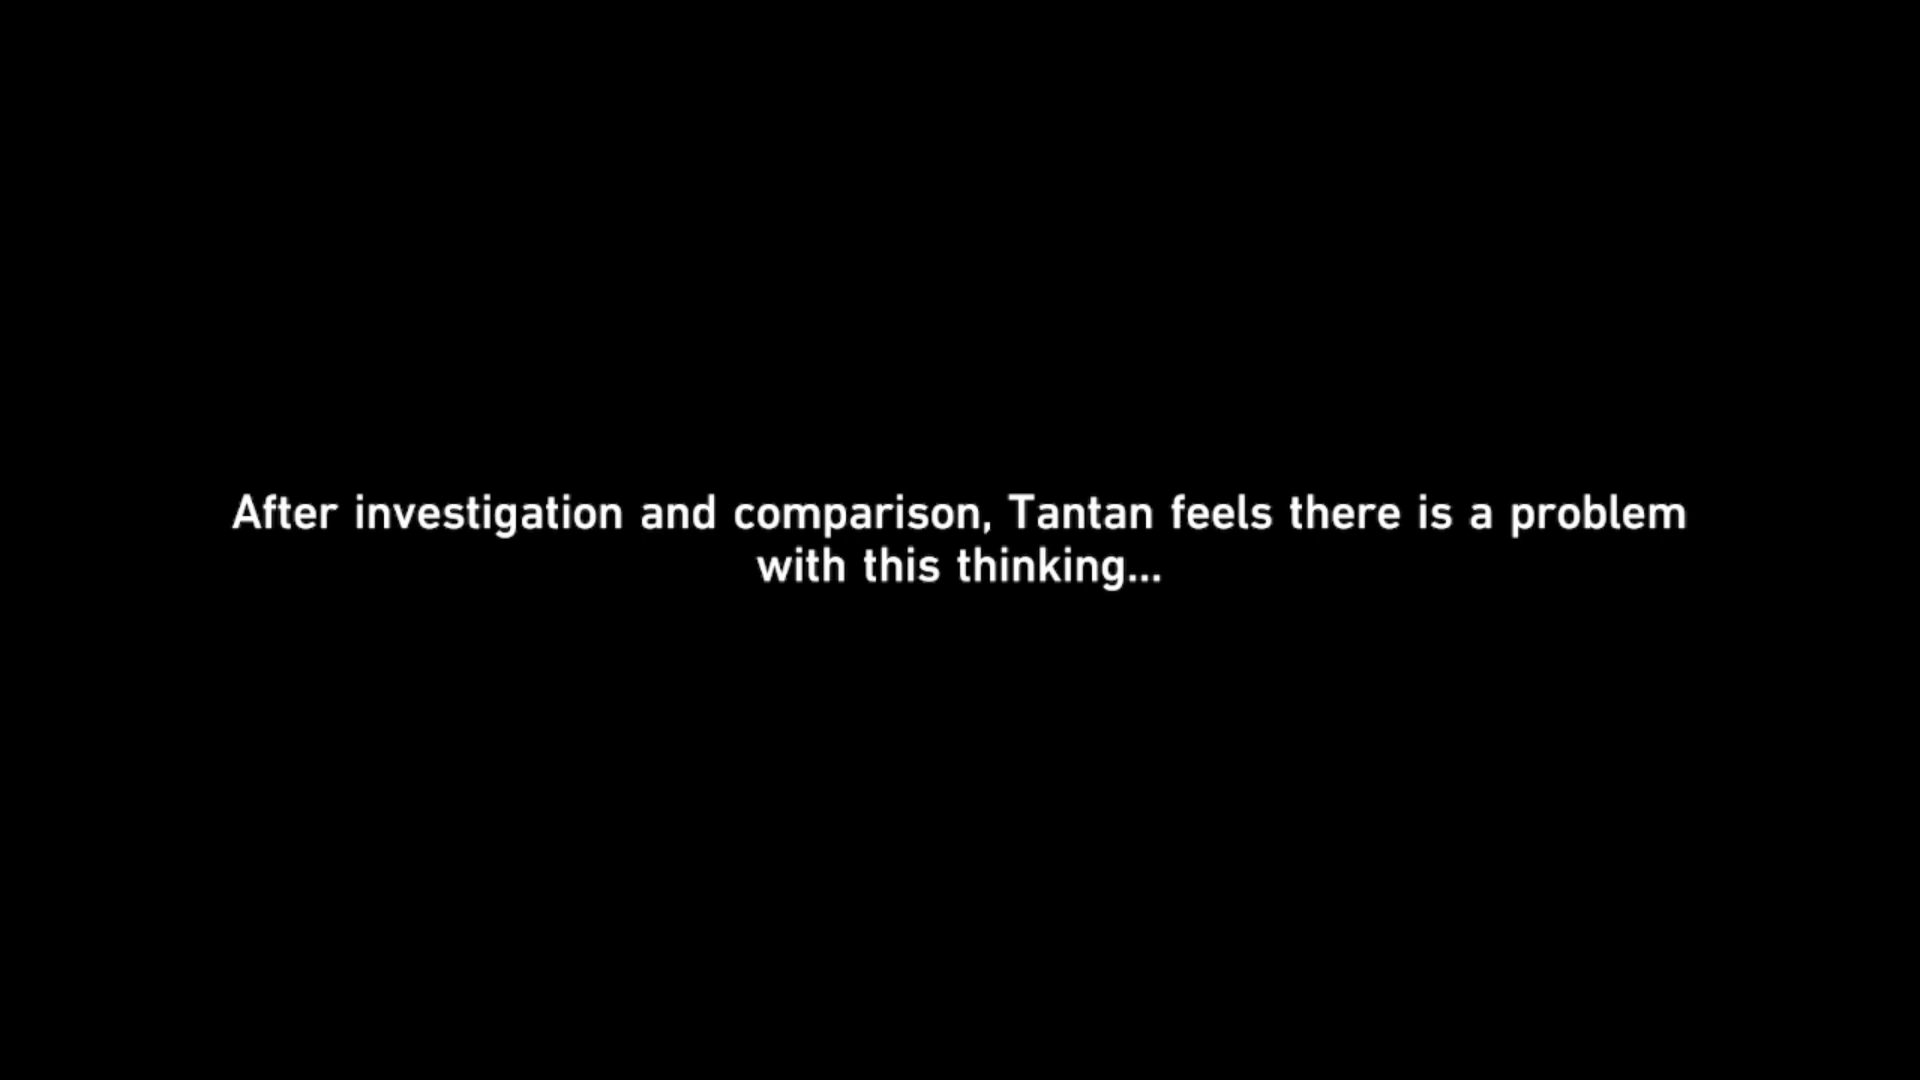 After investigation and comparison, Tantan feels there is a problem
with this thinking...